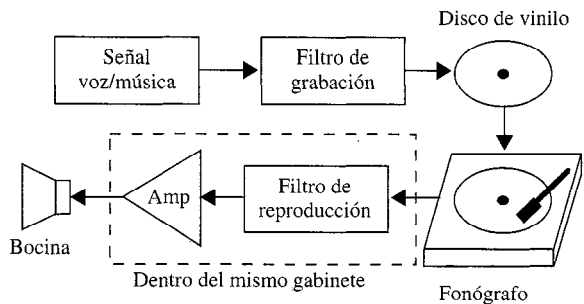 Disco de vinilo
Señal
voz/música
Filtro de
grabación
Amp
Filtro de
reproducción
Bocina
Dentro del mismo gabinete
Fonógrafo